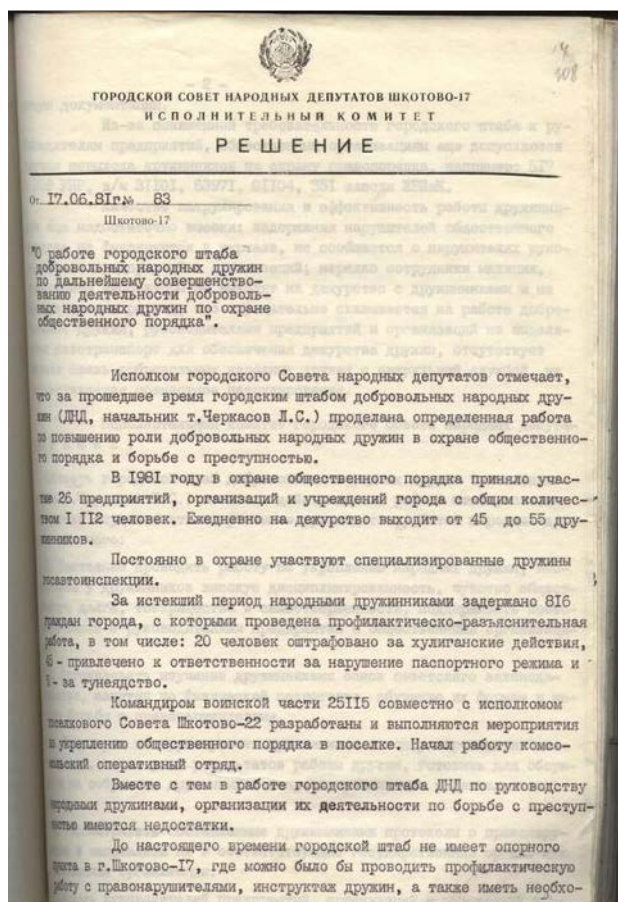 108
ГОРОДСКОЙ СОВЕТ НАРОДНЫХ ДЕПУТАТОВ ШКОТОВО-17
ИСПОЛНИТЕЛЬНЫЙ КОМИТЕТ
РЕШЕНИЕ
От 17.06.81г.№ 83
Шкотово-17
"О работе городского штаба
добровольных народных дружин
по дальнейшему совершенство-
ванию деятельности доброволь-
ных народных дружин по охране
общественного порядка".
Исполком городского Совета народных депутатов отмечает,
что за прошедшее время городским штабом добровольных народных дру-
жин (ДНД, начальник т.Черкасов Л.С.) проделана определенная работа
по повышению роли добровольных народных дружин в охране общественно-
го порядка и борьбе с преступностью.
В 1981 году в охране общественного порядка приняло учас-
тие 26 предприятий, организаций и учреждений города с общим количес-
твом I II2 человек. Ежедневно на дежурство выходит от 45 до 55 дру-
жинников.
Постоянно в охране участвуют специализированные дружины
госавтоинспекции.
За истекший период народными дружинниками задержано 816
граждан города, с которыми проведена профилактическо-разъяснительная
работа, в том числе: 20 человек оштрафовано за хулиганские действия,
- привлечено к ответственности за нарушение паспортного режима и
- за тунеядство.
Командиром воинской части 25115 совместно с исполкомом
поселкового Совета Шкотово-22 разработаны и выполняются мероприятия
по укреплению общественного порядка в поселке. Начал работу комсо-
мольский оперативный отряд.
Вместе с тем в работе городского штаба ДНД по руководству
народными дружинами, организации их деятельности по борьбе с преступ-
ностью имеются недостатки.
До настоящего времени городской штаб не имеет опорного
пункта в г.Шкотово-17, где можно было бы проводить профилактическую
работу с правонарушителями, инструктаж дружин, а также иметь необхо-